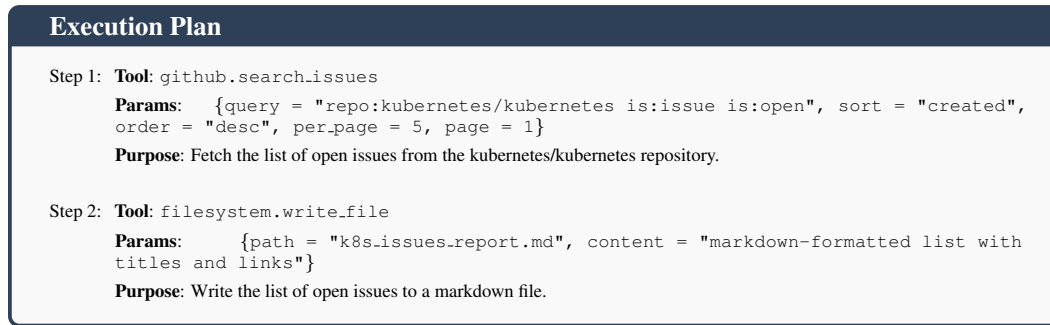 Execution Plan
Step 1: Tool: github.search_issues
Params: {query = "repo:kubernetes/kubernetes is:issue is:open", sort = "created",
order = "desc", per_page = 5, page = 1}
Purpose: Fetch the list of open issues from the kubernetes/kubernetes repository.
Step 2: Tool: filesystem.write_file
Params: {path = "k8s_issues_report.md", content = "markdown-formatted list with
titles and links"}
Purpose: Write the list of open issues to a markdown file.